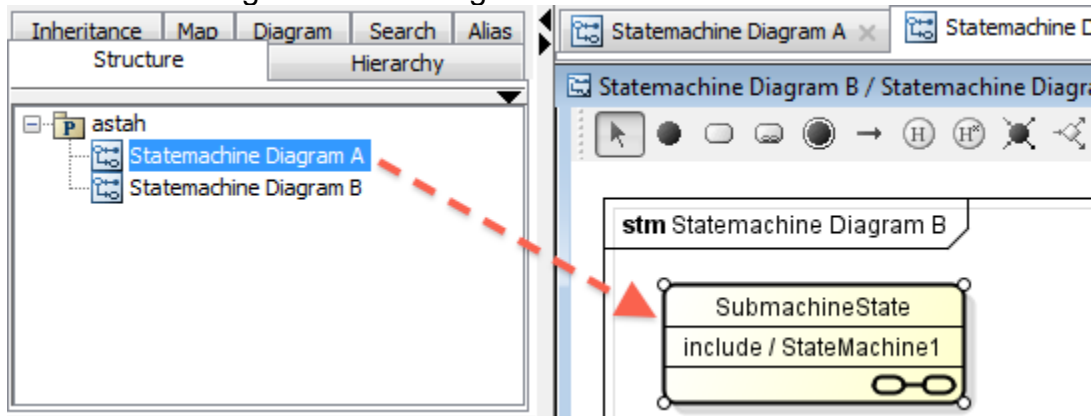 Inheritance Map Diagram Search Alias
Structure Hierarchy
astah
Statemachine Diagram A
Statemachine Diagram B
Statemachine Diagram A
Statemachine D
Statemachine Diagram B / Statemachine Diagra
H H*
stm Statemachine Diagram B
SubmachineState
include / StateMachine1